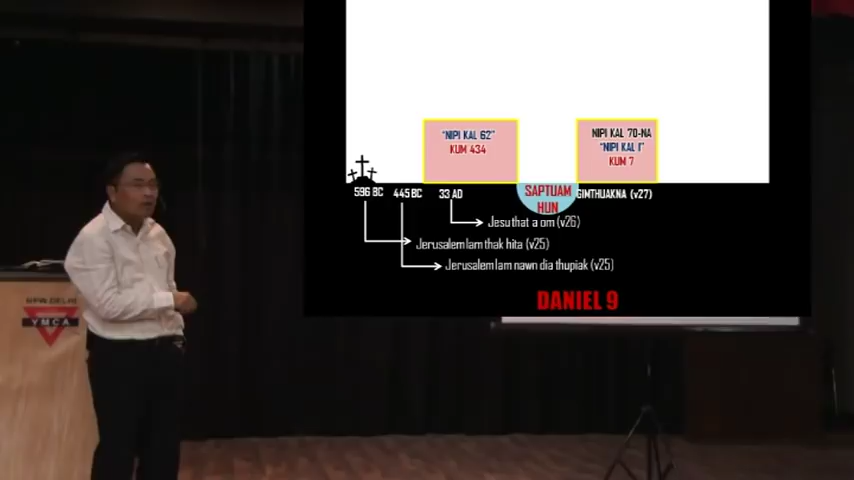 "NIPI KAL 62"
KUM 434
NIPI KAL 70-NA
"NIPI KAL 1"
KUM 7
596 BC
445 BC
33 AD
SAPTUAM
HUN
GIMTHUAKNA (v27)
Jesu that a om (v26)
Jerusalem lam thak hita (v25)
Jerusalem lam nawn dia thupiak (v25)
DANIEL 9
NEW DELHI
YMCA